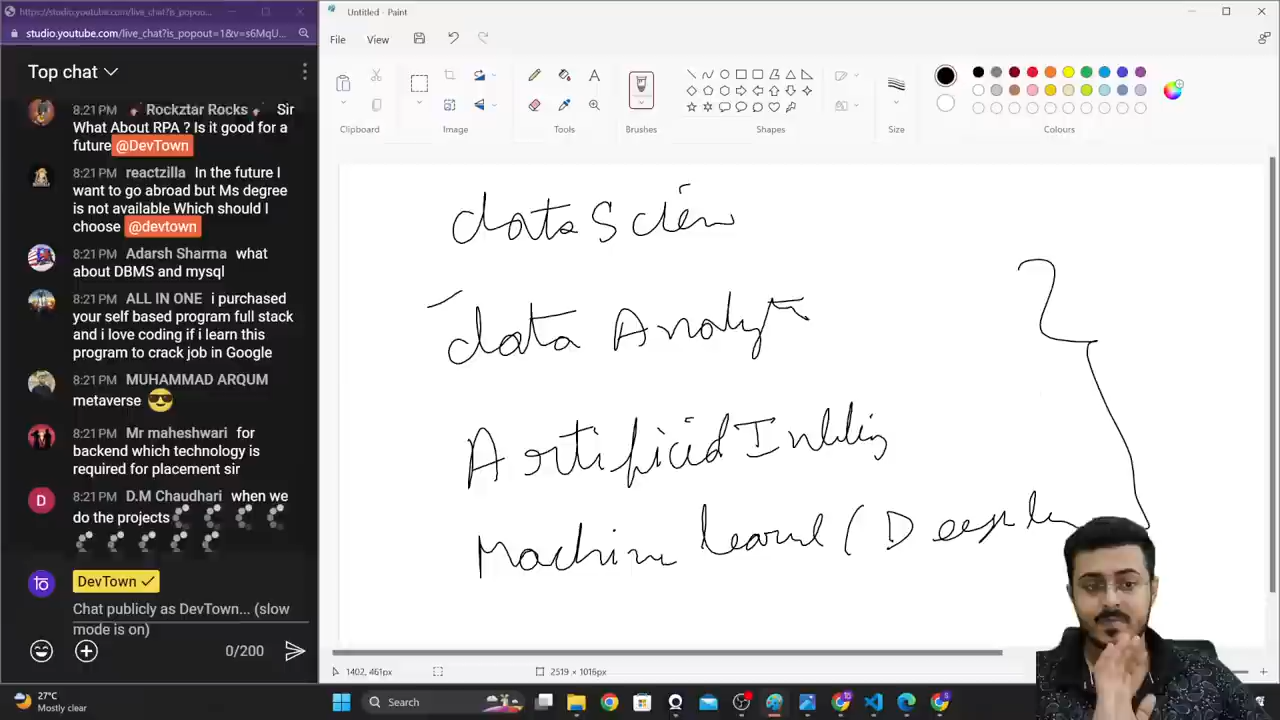 https://studio.youtube.com/live_chat?is_popou...
studio.youtube.com/live_chat?is_popout=1&v=s6MqU...
Top chat
8:21 PM Rockztar Rocks Sir
What About RPA ? Is it good for a
future @DevTown
8:21 PM reactzilla In the future I
want to go abroad but Ms degree
is not available Which should I
choose @devtown
8:21 PM Adarsh Sharma what
about DBMS and mysql
8:21 PM ALL IN ONE i purchased
your self based program full stack
and i love coding if i learn this
program to crack job in Google
8:21 PM MUHAMMAD ARQUM
metaverse
8:21 PM Mr maheshwari for
backend which technology is
required for placement sir
D
8:21 PM D.M Chaudhari when we
do the projects
DevTown
Chat publicly as DevTown... (slow
mode is on)
0/200
Untitled - Paint
File View
Clipboard Image Tools Brushes Shapes Size Colours
data Scien
data Analyt
Artificial
Machine learn ( Deep le
1402, 461px
2519 × 1016px
27°C
Mostly clear
Search